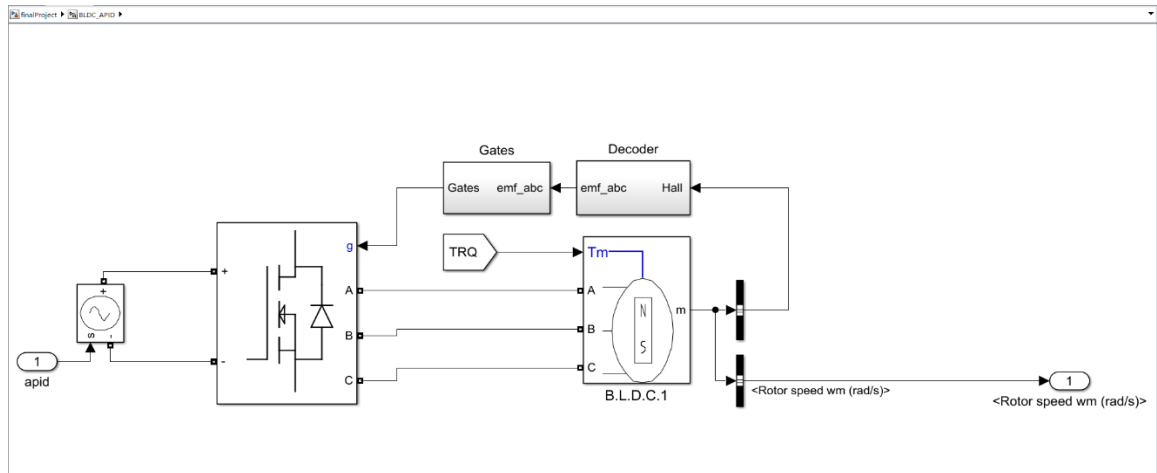 finalProject BLDC_APID
Gates
Decoder
Gates emf_abc
emf_abc Hall
g
TRQ
Tm
+
+
A
A
m
N
S
B
B
s
-
-
1
apid
C
C
B.L.D.C.1
<Rotor speed wm (rad/s)>
1
<Rotor speed wm (rad/s)>